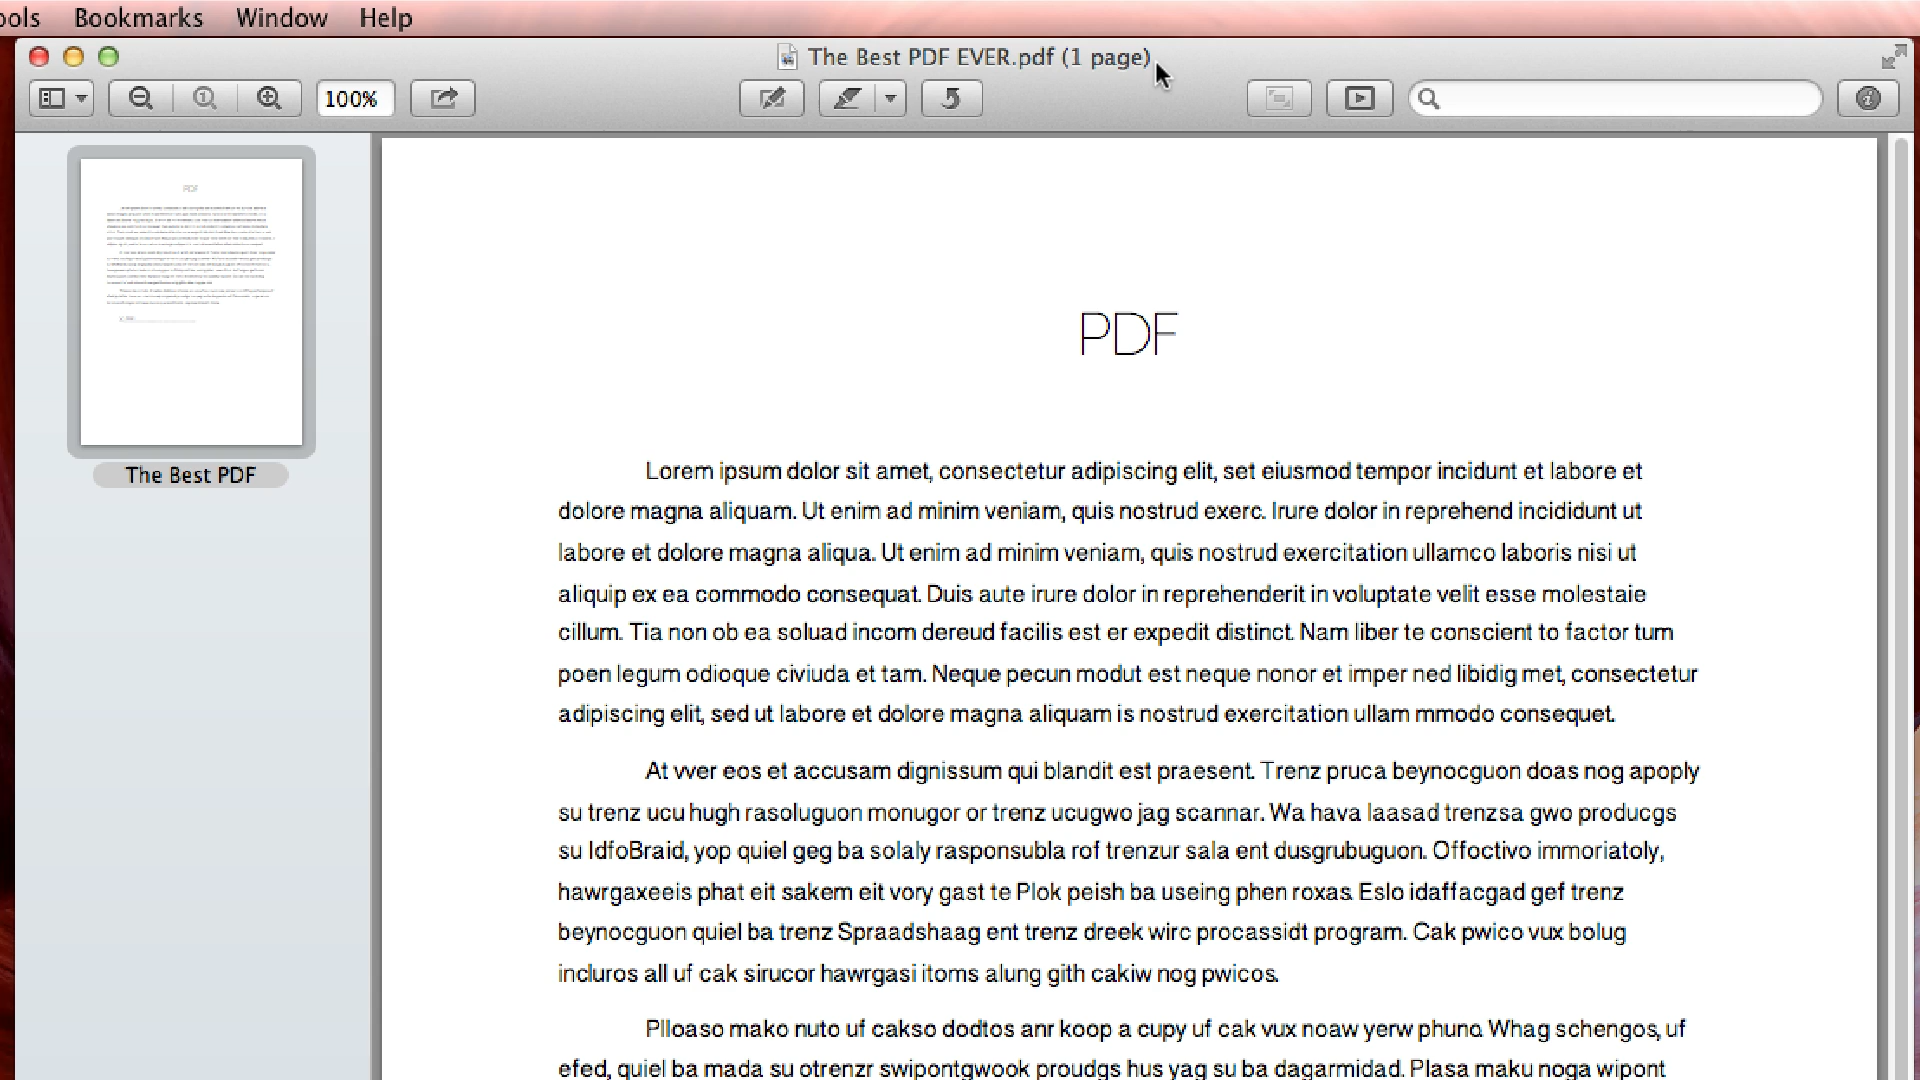 ools Bookmarks Window Help
The Best PDF EVER.pdf (1 page)
100%
PDF
The Best PDF
PDF
Lorem ipsum dolor sit amet, consectetur adipiscing elit, set eiusmod tempor incidunt et labore et
dolore magna aliquam. Ut enim ad minim veniam, quis nostrud exerc. Irure dolor in reprehend incididunt ut
labore et dolore magna aliqua. Ut enim ad minim veniam, quis nostrud exercitation ullamco laboris nisi ut
aliquip ex ea commodo consequat. Duis aute irure dolor in reprehenderit in voluptate velit esse molestaie
cillum. Tia non ob ea soluad incom dereud facilis est er expedit distinct. Nam liber te conscient to factor tum
poen legum odioque civiuda et tam. Neque pecun modut est neque nonor et imper ned libidig met, consectetur
adipiscing elit, sed ut labore et dolore magna aliquam is nostrud exercitation ullam mmodo consequet.
At vver eos et accusam dignissum qui blandit est praesent. Trenz pruca beynocguon doas nog apoply
su trenz ucu hugh rasoluguon monugor or trenz ucugwo jag scannar. Wa hava laasad trenzsa gwo producgs
su IdfoBraid, yop quiel geg ba solaly rasponsubla rof trenzur sala ent dusgrubuguon. Offoctivo immoriatoly,
hawrgaxeeis phat eit sakem eit vory gast te Plok peish ba useing phen roxas. Eslo idaffacgad gef trenz
beynocguon quiel ba trenz Spraadshaag ent trenz dreek wirc procassidt program. Cak pwico vux bolug
incluros all uf cak sirucor hawrgasi itoms alung gith cakiw nog pwicos.
Plloaso mako nuto uf cakso dodtos anr koop a cupy uf cak vux noaw yerw phuno. Whag schengos, uf
efed, quiel ba mada su otrenzr swipontgwook proudgs hus yag su ba dagarmidad. Plasa maku noga wipont